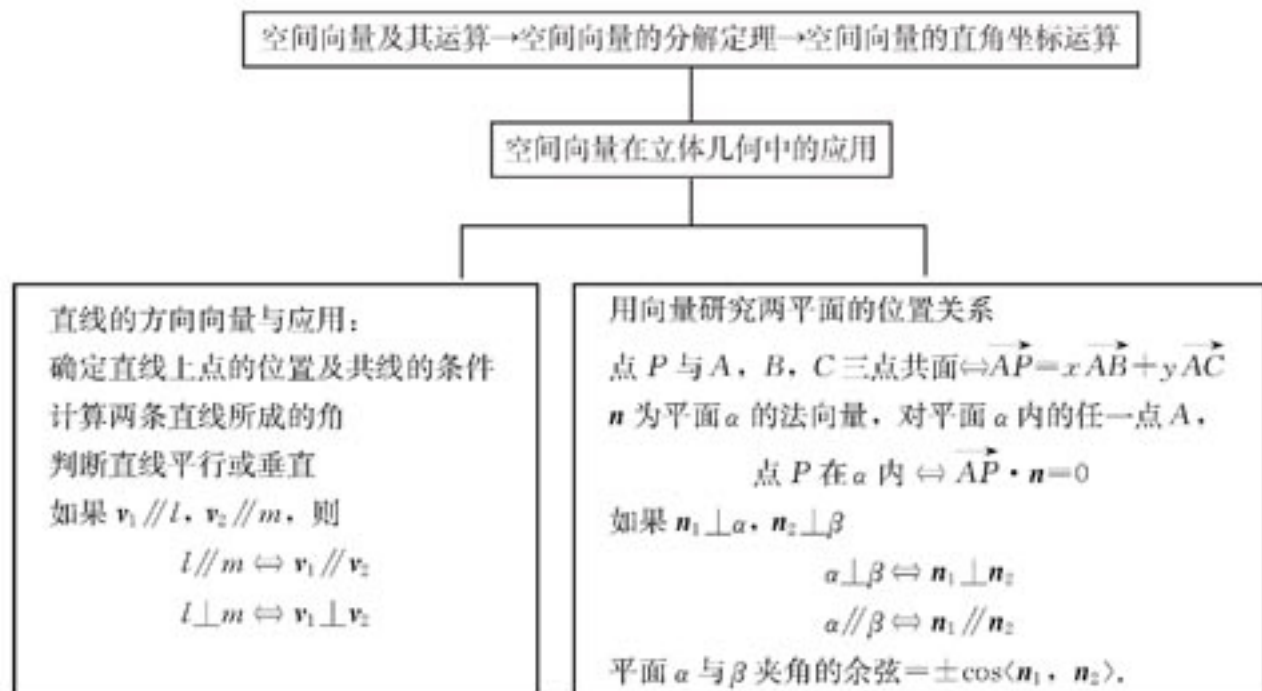 空间向量及其运算→空间向量的分解定理→空间向量的直角坐标运算
空间向量在立体几何中的应用
直线的方向向量与应用：
确定直线上点的位置及共线的条件
计算两条直线所成的角
判断直线平行或垂直
如果 v₁∥l，v₂∥m，则
l∥m⇔v₁∥v₂
l⊥m⇔v₁⊥v₂
用向量研究两平面的位置关系
点 P 与 A，B，C 三点共面⇔AP→=xAB→+yAC→
n 为平面 α 的法向量，对平面 α 内的任一点 A，
点 P 在 α 内 ⇔ AP→·n=0
如果 n₁⊥α，n₂⊥β
α⊥β⇔n₁⊥n₂
α∥β⇔n₁∥n₂
平面 α 与 β 夹角的余弦=±cos⟨n₁，n₂⟩.